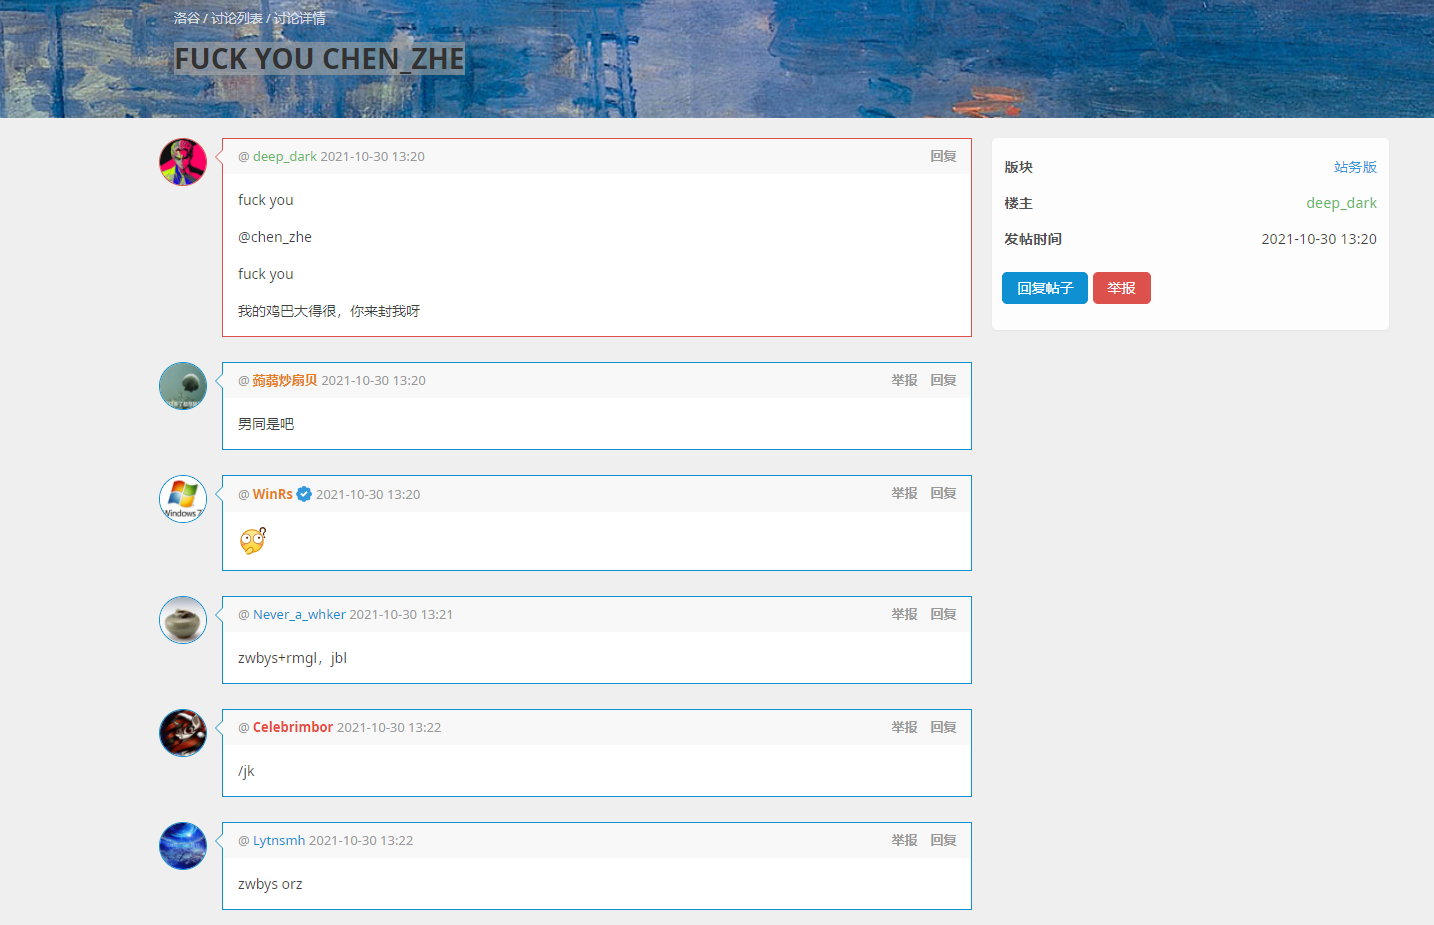 洛谷 / 讨论列表 / 讨论详情
FUCK YOU CHEN_ZHE
@ deep_dark 2021-10-30 13:20 回复
fuck you
@chen_zhe
fuck you
我的鸡巴大得很，你来封我呀
版块 站务版
楼主 deep_dark
发帖时间 2021-10-30 13:20
回复帖子 举报
@ 蒟蒻炒扇贝 2021-10-30 13:20 举报 回复
男同是吧
@ WinRs 2021-10-30 13:20 举报 回复
Windows 7
@ Never_a_whker 2021-10-30 13:21 举报 回复
zwbys+rmgl，jbl
@ Celebrimbor 2021-10-30 13:22 举报 回复
/jk
@ Lytnsmh 2021-10-30 13:22 举报 回复
zwbys orz